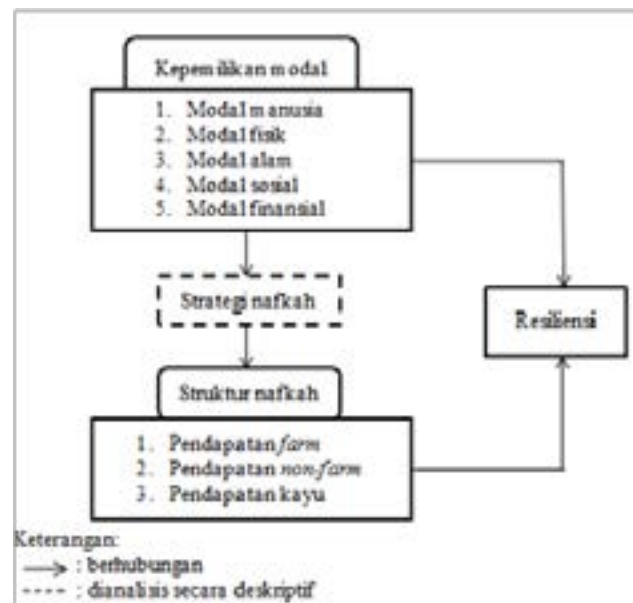 Kepemilikan modal
1. Modal manusia
2. Modal fisik
3. Modal alam
4. Modal sosial
5. Modal finansial
Strategi nafkah
Resiliensi
Struktur nafkah
1. Pendapatan farm
2. Pendapatan non-farm
3. Pendapatan kayu
Keterangan:
: berhubungan
: dianalisis secara deskriptif